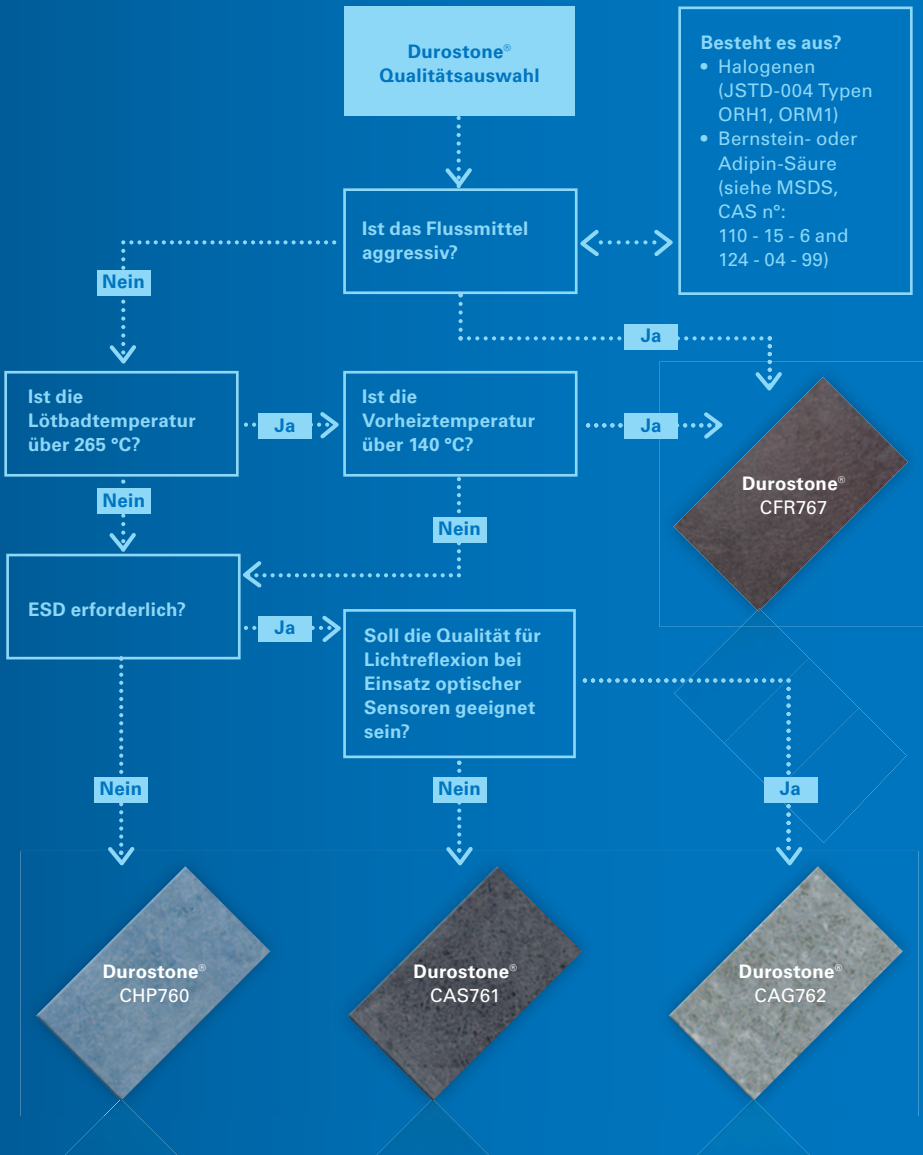 Durostone®
Qualitätsauswahl
Besteht es aus?
• Halogenen
(JSTD-004 Typen
ORH1, ORM1)
• Bernstein- oder
Adipin-Säure
(siehe MSDS,
CAS n°:
110 - 15 - 6 and
124 - 04 - 99)
Ist das Flussmittel
aggressiv?
Nein
Ja
Ist die
Lötbadtemperatur
über 265 °C?
Ja
Ist die
Vorheiztemperatur
über 140 °C?
Ja
Durostone®
CFR767
Nein
Nein
ESD erforderlich?
Ja
Soll die Qualität für
Lichtreflexion bei
Einsatz optischer
Sensoren geeignet
sein?
Nein
Nein
Ja
Durostone®
CHP760
Durostone®
CAS761
Durostone®
CAG762